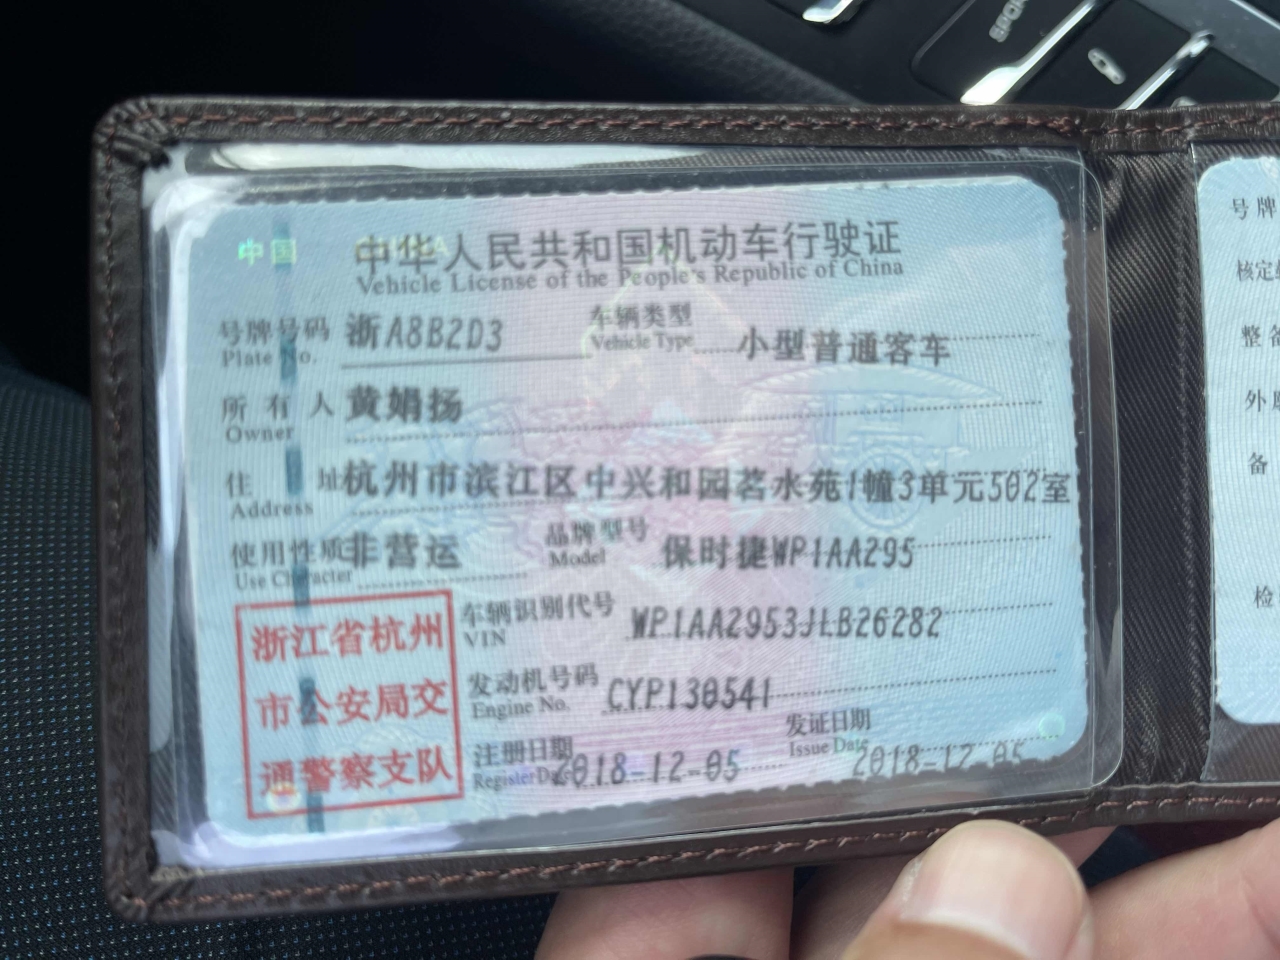 SPOR
中国 CHINA
中华人民共和国机动车行驶证
Vehicle License of the People's Republic of China
号牌号码 浙A8B2D3 车辆类型 小型普通客车
Plate No. Vehicle Type
所有人 黄娟扬
Owner
住址 杭州市滨江区中兴和园茗水苑1幢3单元502室
Address
使用性质 非营运 品牌型号 保时捷WP1AA295
Use Character Model
浙江省杭州
市公安局交
通警察支队
车辆识别代号 WP1AA2953JLB26282
VIN
发动机号码 CYP130541
Engine No.
注册日期 2018-12-05 发证日期 2018-12-05
Register Date Issue Date
号牌
核定
整备
外
备
检